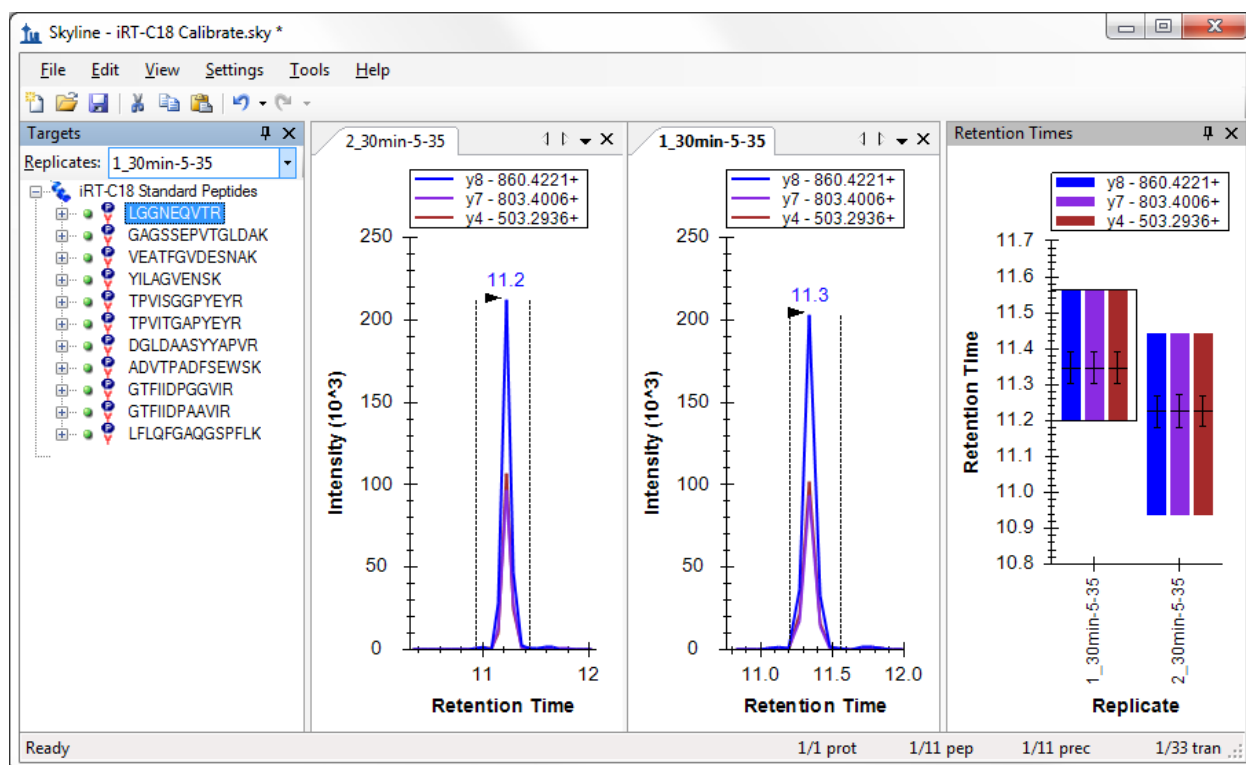 Skyline - iRT-C18 Calibrate.sky *
File Edit View Settings Tools Help
Targets
Replicates: 1_30min-5-35
iRT-C18 Standard Peptides
LGGNEQVTR
GAGSSEPVTGLDAK
VEATFGVDESNAK
YILAGVENSK
TPVISGGPYEYR
TPVITGAPYEYR
DGLDAASYYAPVR
ADVTPADFSEWSK
GTFIIDPGGVIR
GTFIIDPAAVIR
LFLQFGAQGSPFLK
2_30min-5-35
y8 - 860.4221+
y7 - 803.4006+
y4 - 503.2936+
250
200
150
100
50
0
Intensity (10^3)
11.2
11 12
Retention Time
1_30min-5-35
y8 - 860.4221+
y7 - 803.4006+
y4 - 503.2936+
250
200
150
100
50
0
Intensity (10^3)
11.3
11.0 11.5 12.0
Retention Time
Retention Times
y8 - 860.4221+
y7 - 803.4006+
y4 - 503.2936+
11.7
11.6
11.5
11.4
11.3
11.2
11.1
11.0
10.9
10.8
Retention Time
1_30min-5-35
2_30min-5-35
Replicate
Ready 1/1 prot 1/11 pep 1/11 prec 1/33 tran